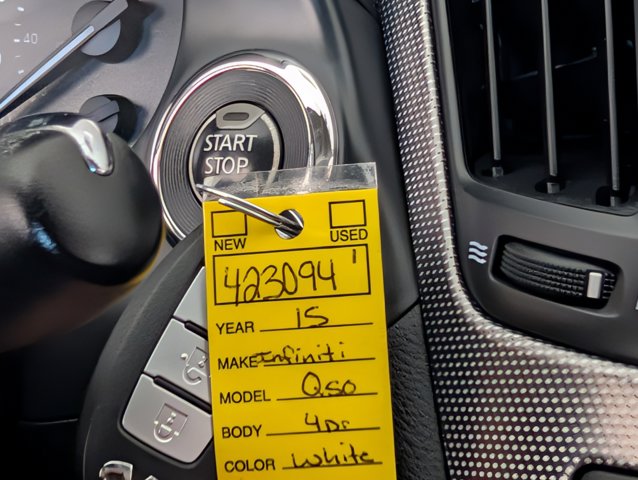 40
START
STOP
NEW USED
423094'
YEAR 15
MAKE Infiniti
MODEL Q50
BODY 4Dr
COLOR White